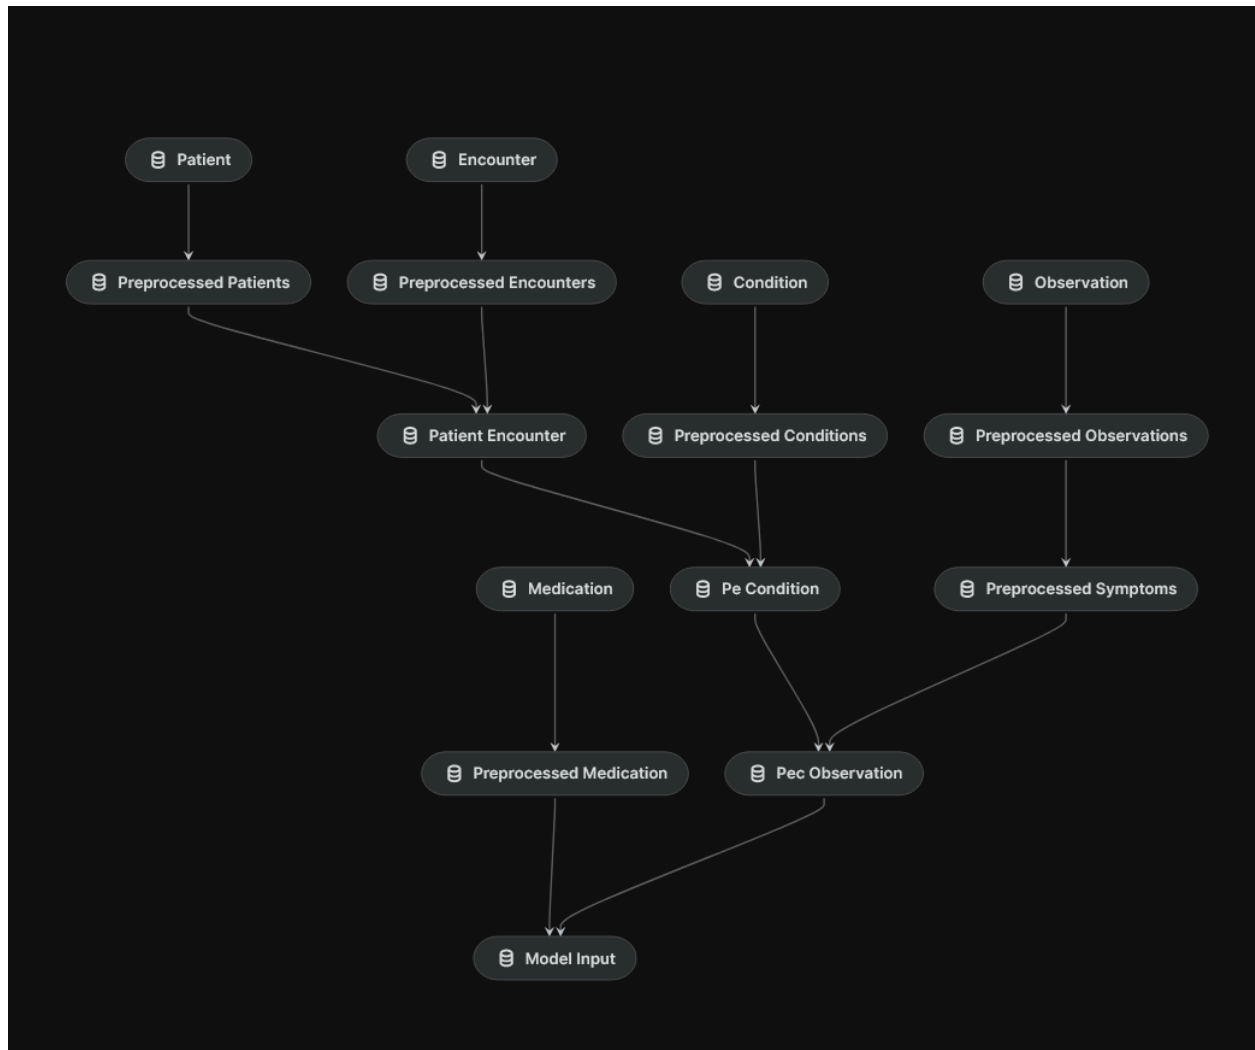 Patient
Encounter
Preprocessed Patients
Preprocessed Encounters
Condition
Observation
Patient Encounter
Preprocessed Conditions
Preprocessed Observations
Medication
Pe Condition
Preprocessed Symptoms
Preprocessed Medication
Pec Observation
Model Input